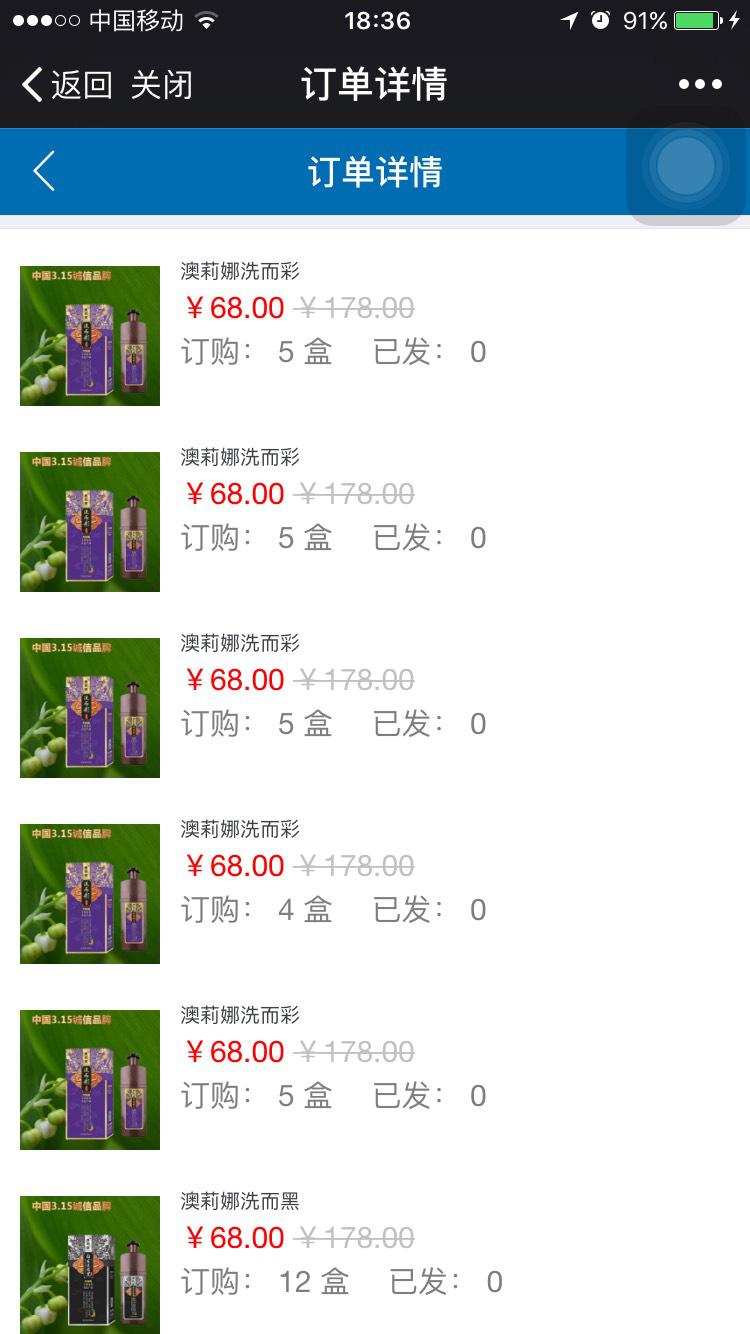 中国移动 18:36 91%
返回 关闭 订单详情
订单详情
中国3.15诚信品牌
澳莉娜洗而彩
¥68.00 ¥178.00
订购： 5 盒 已发： 0
中国3.15诚信品牌
澳莉娜洗而彩
¥68.00 ¥178.00
订购： 5 盒 已发： 0
中国3.15诚信品牌
澳莉娜洗而彩
¥68.00 ¥178.00
订购： 5 盒 已发： 0
中国3.15诚信品牌
澳莉娜洗而彩
¥68.00 ¥178.00
订购： 4 盒 已发： 0
中国3.15诚信品牌
澳莉娜洗而彩
¥68.00 ¥178.00
订购： 5 盒 已发： 0
中国3.15诚信品牌
澳莉娜洗而黑
¥68.00 ¥178.00
订购： 12 盒 已发： 0